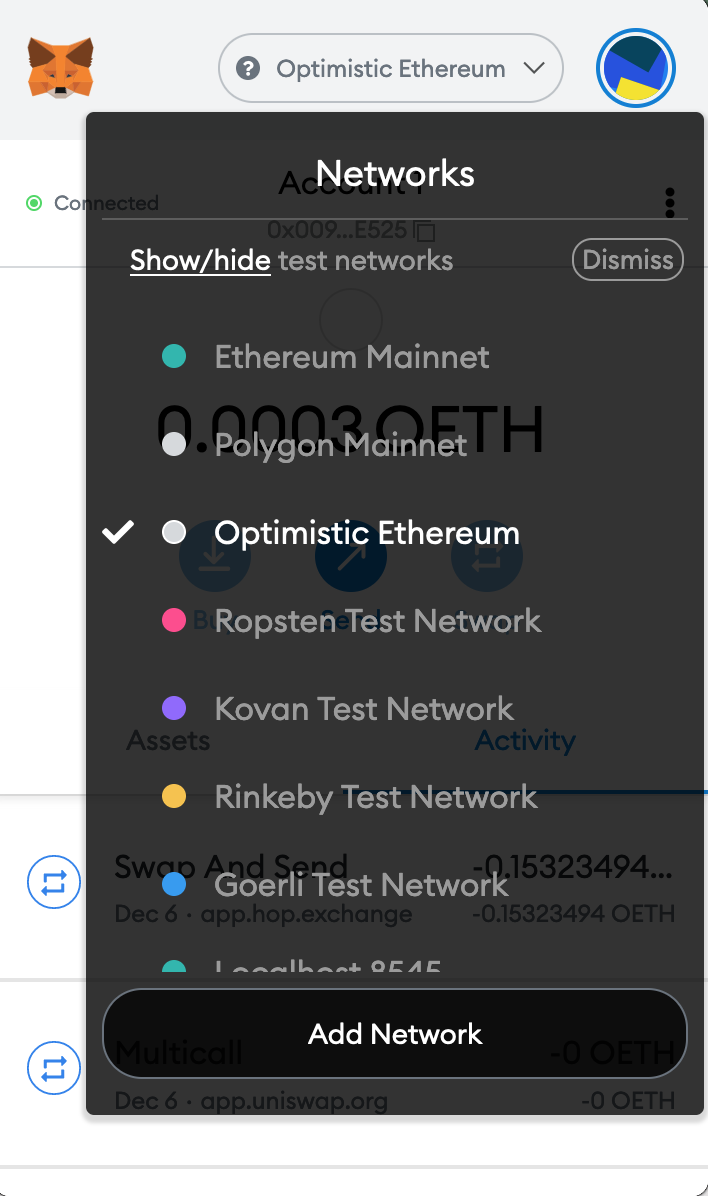 Optimistic Ethereum
Networks
Account 1
Connected
0x009...E525
Show/hide test networks
Dismiss
Ethereum Mainnet
0.0003 OETH
Polygon Mainnet
Optimistic Ethereum
Buy
Send
Ropsten Test Network
Kovan Test Network
Assets
Activity
Rinkeby Test Network
Swap And Send
-0.15323494...
Goerli Test Network
Dec 6 · app.hop.exchange
-0.15323494 OETH
Localhost 8545
Add Network
Multicall
-0 OETH
Dec 6 · app.uniswap.org
-0 OETH